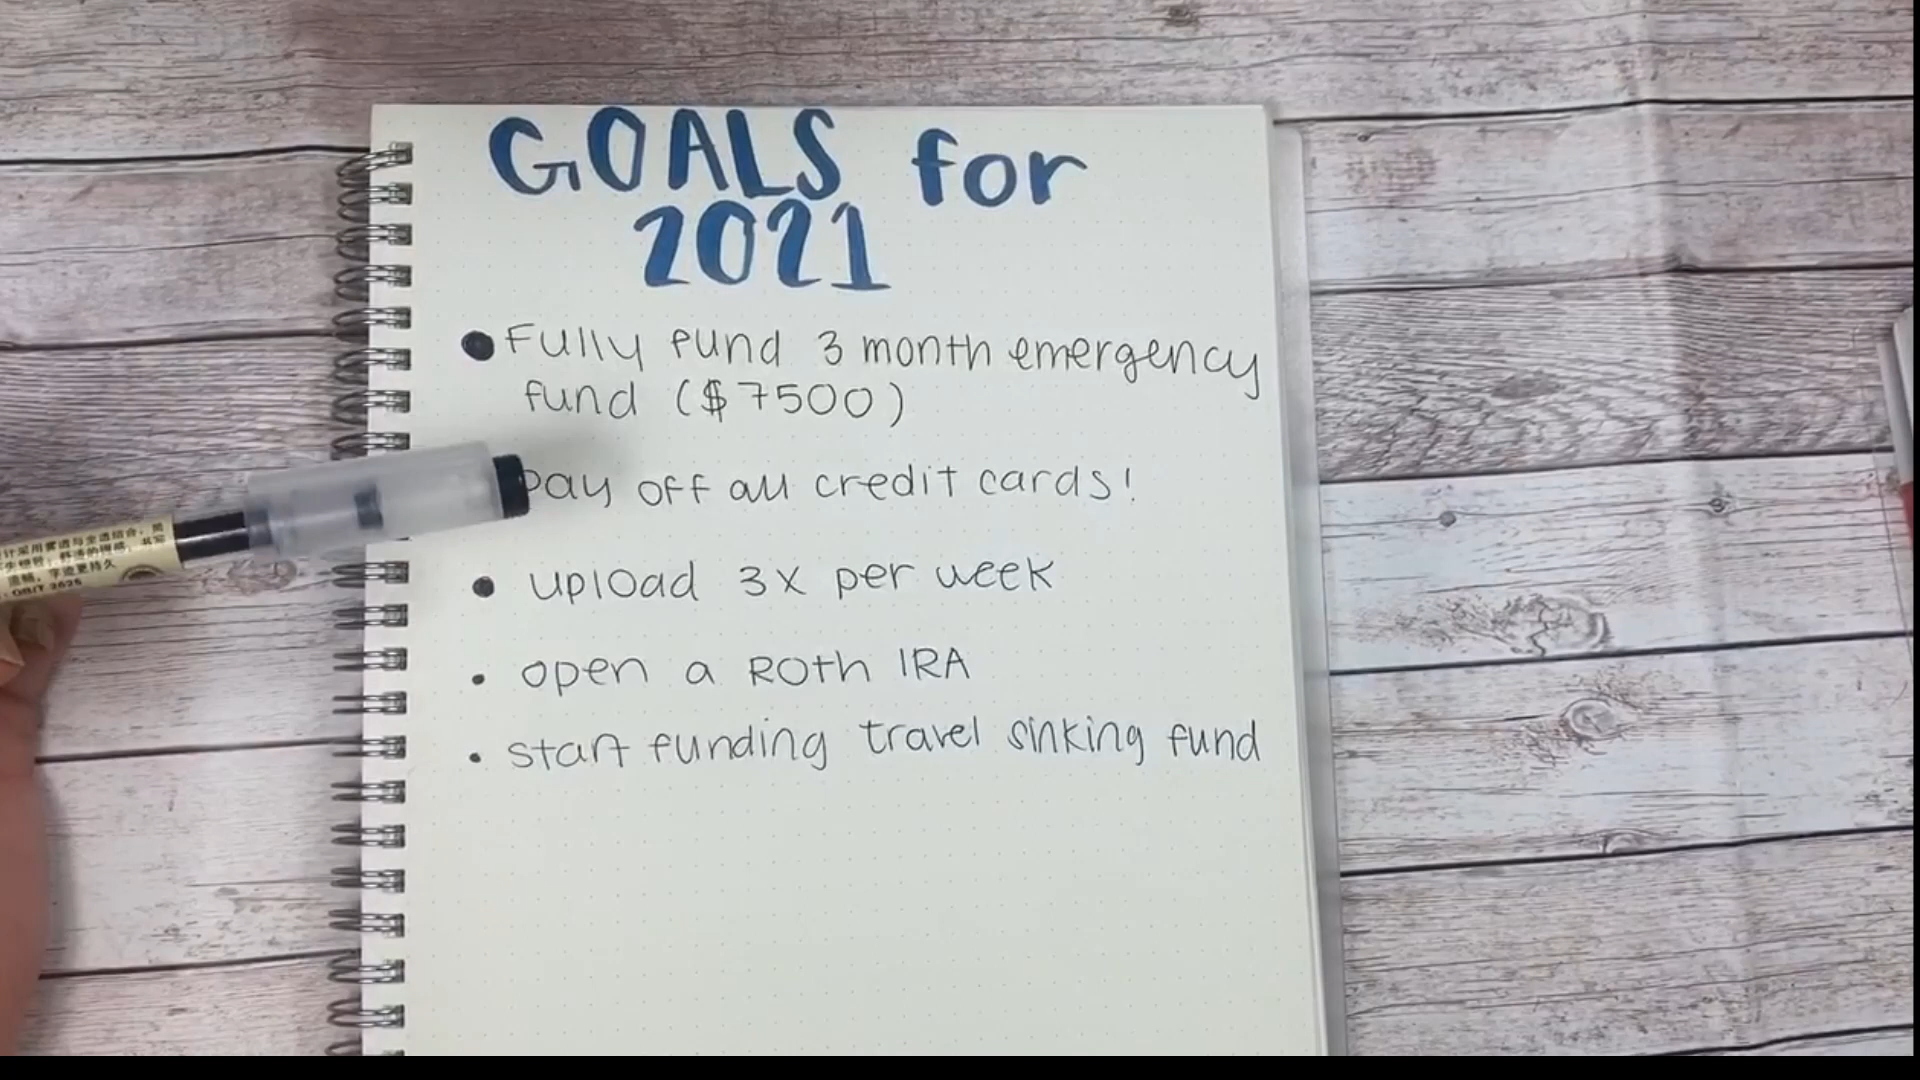 GOALS for
2021
• Fully fund 3 month emergency
fund ($7500)
pay off all credit cards!
• upload 3x per week
• open a Roth IRA
• start funding travel sinking fund